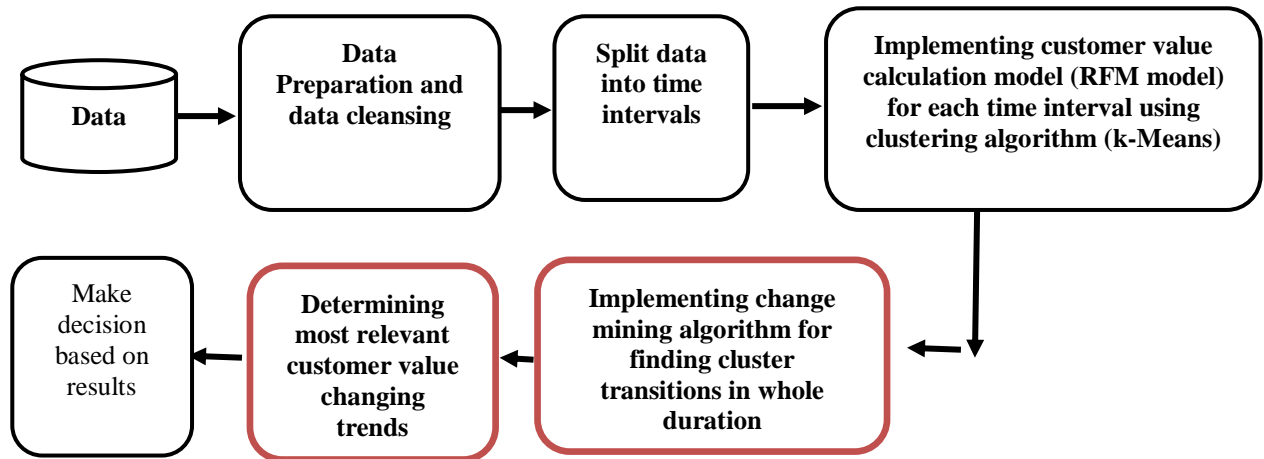 Data
Data
Preparation and
data cleansing
Split data
into time
intervals
Implementing customer value
calculation model (RFM model)
for each time interval using
clustering algorithm (k-Means)
Make
decision
based on
results
Determining
most relevant
customer value
changing
trends
Implementing change
mining algorithm for
finding cluster
transitions in whole
duration